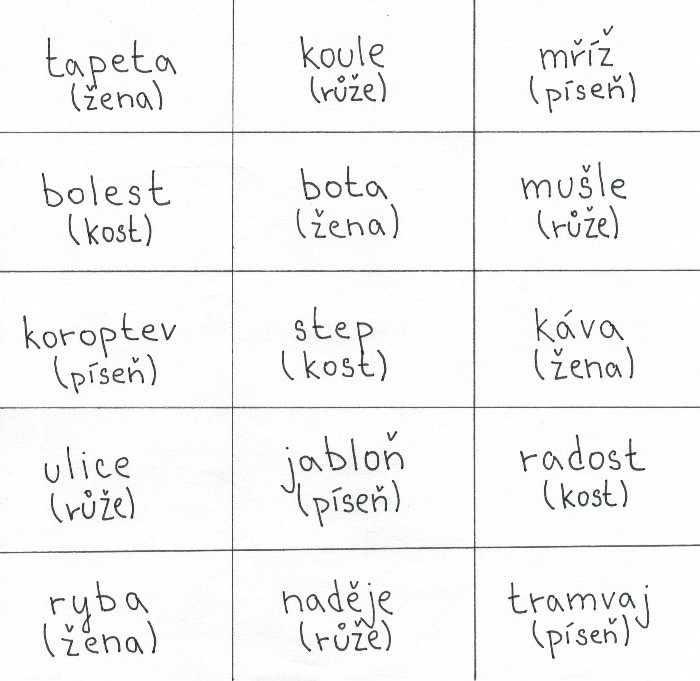 tapeta
(žena)
koule
(růže)
mříž
(píseň)
bolest
(kost)
bota
(žena)
mušle
(růže)
koroptev
(píseň)
step
(kost)
káva
(žena)
ulice
(růže)
jabloň
(píseň)
radost
(kost)
ryba
(žena)
naděje
(růže)
tramvaj
(píseň)